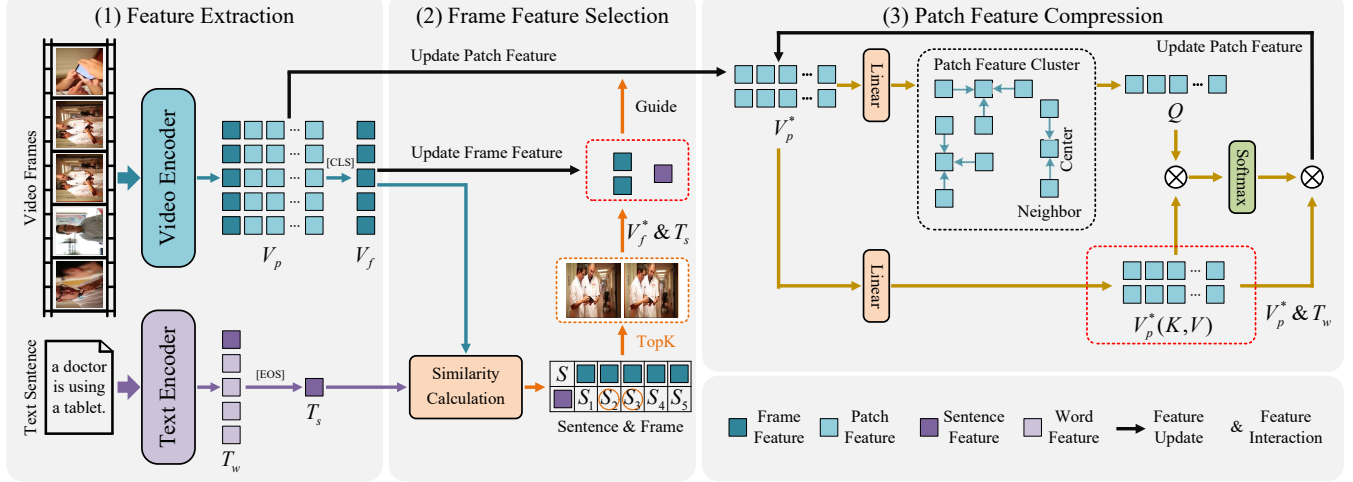 (1) Feature Extraction
Video Frames
Video Encoder
[CLS]
V_p
V_f
Text Sentence
a doctor
is using
a tablet.
Text Encoder
[EOS]
T_s
T_w
(2) Frame Feature Selection
Update Patch Feature
Guide
Update Frame Feature
V_f^* & T_s
TopK
Similarity
Calculation
S
S_1 S_2 S_3 S_4 S_5
Sentence & Frame
(3) Patch Feature Compression
Update Patch Feature
V_p^*
Linear
Patch Feature Cluster
Center
Neighbor
Q
Softmax
Linear
V_p^*(K,V)
V_p^* & T_w
Frame
Feature
Patch
Feature
Sentence
Feature
Word
Feature
Feature
Update
& Feature
Interaction